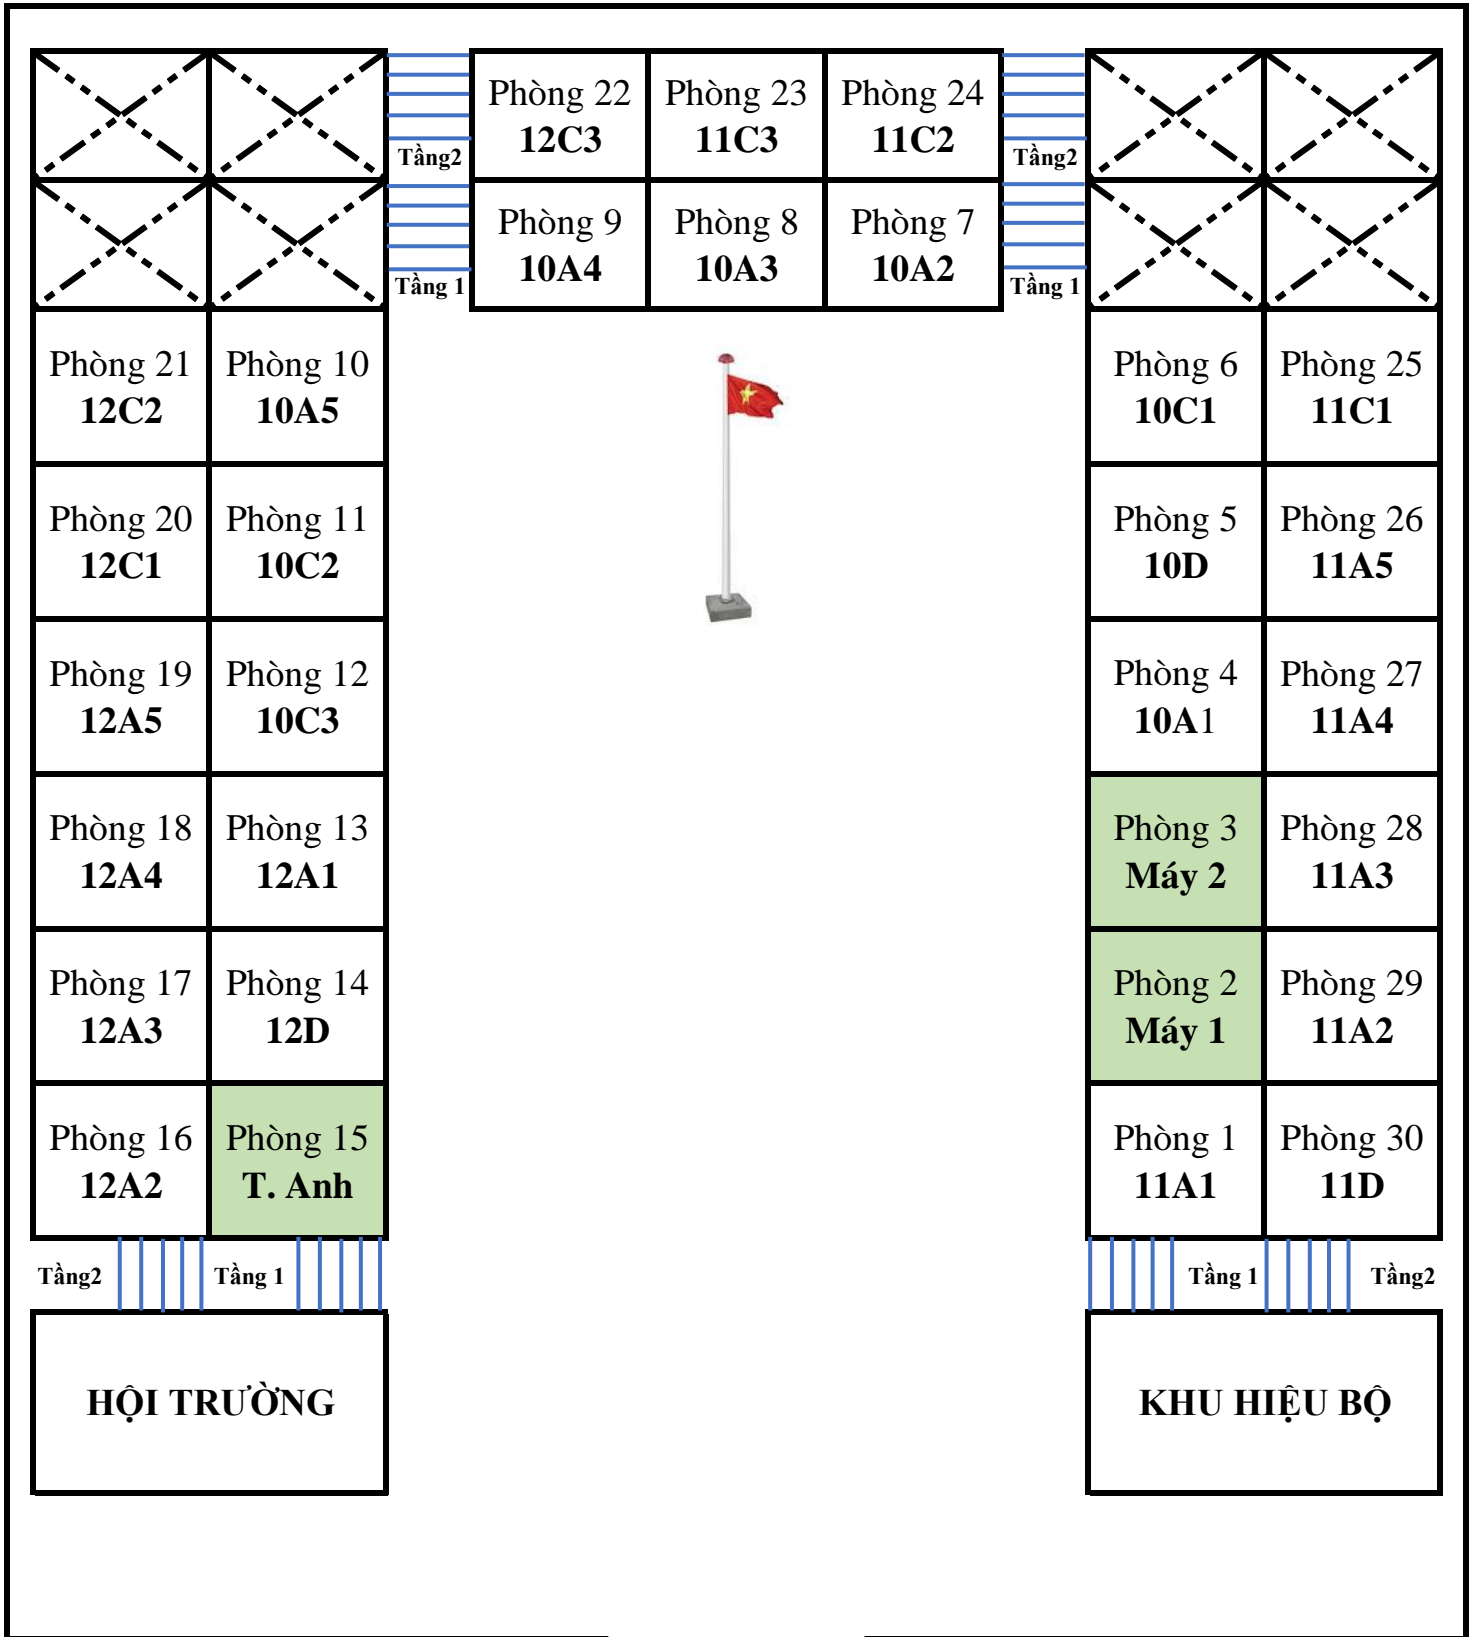 Phòng 22
12C3
Phòng 23
11C3
Phòng 24
11C2
Tầng2
Tầng2
Phòng 9
10A4
Phòng 8
10A3
Phòng 7
10A2
Tầng 1
Tầng 1
Phòng 21
12C2
Phòng 10
10A5
Phòng 6
10C1
Phòng 25
11C1
Phòng 20
12C1
Phòng 11
10C2
Phòng 5
10D
Phòng 26
11A5
Phòng 19
12A5
Phòng 12
10C3
Phòng 4
10A1
Phòng 27
11A4
Phòng 18
12A4
Phòng 13
12A1
Phòng 3
Máy 2
Phòng 28
11A3
Phòng 17
12A3
Phòng 14
12D
Phòng 2
Máy 1
Phòng 29
11A2
Phòng 16
12A2
Phòng 15
T. Anh
Phòng 1
11A1
Phòng 30
11D
Tầng2
Tầng 1
Tầng 1
Tầng2
HỘI TRƯỜNG
KHU HIỆU BỘ